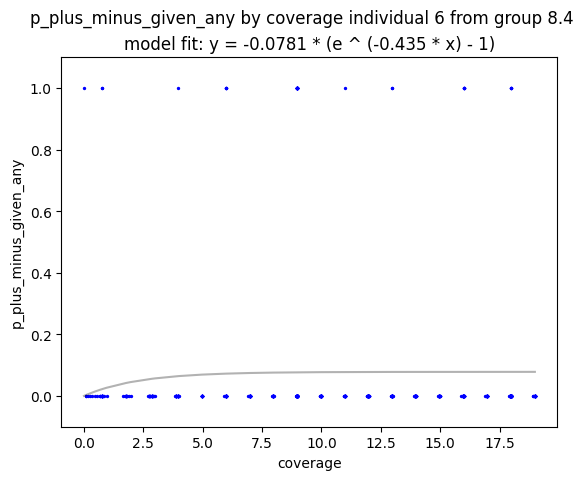 p_plus_minus_given_any by coverage individual 6 from group 8.4
model fit: y = -0.0781 * (e ^ (-0.435 * x) - 1)
1.0
0.8
0.6
0.4
0.2
0.0
p_plus_minus_given_any
0.0 2.5 5.0 7.5 10.0 12.5 15.0 17.5
coverage